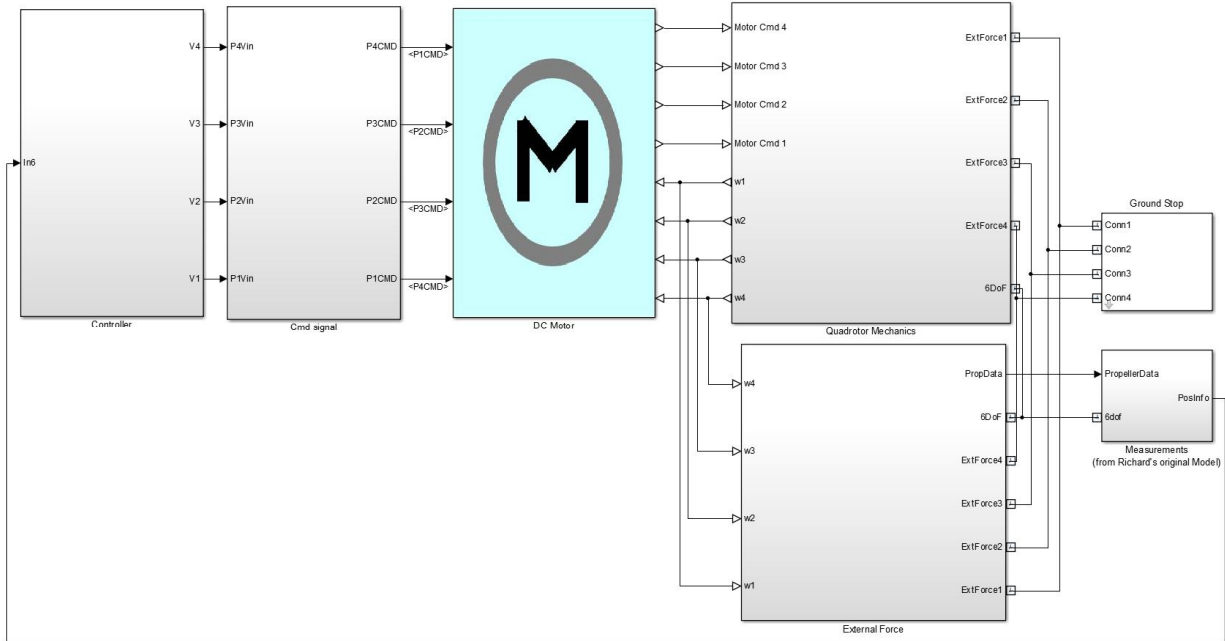 In6
V4
V3
V2
V1
Controller
P4Vin
P3Vin
P2Vin
P1Vin
P4CMD
P3CMD
P2CMD
P1CMD
Cmd signal
<P1CMD>
<P2CMD>
<P3CMD>
<P4CMD>
M
DC Motor
Motor Cmd 4
Motor Cmd 3
Motor Cmd 2
Motor Cmd 1
w1
w2
w3
w4
ExtForce1
ExtForce2
ExtForce3
ExtForce4
6DoF
Quadrotor Mechanics
Ground Stop
Conn1
Conn2
Conn3
Conn4
w4
w3
w2
w1
PropData
6DoF
ExtForce4
ExtForce3
ExtForce2
ExtForce1
External Force
PropellerData
6dof
PosInfo
Measurements
(from Richard's original Model)